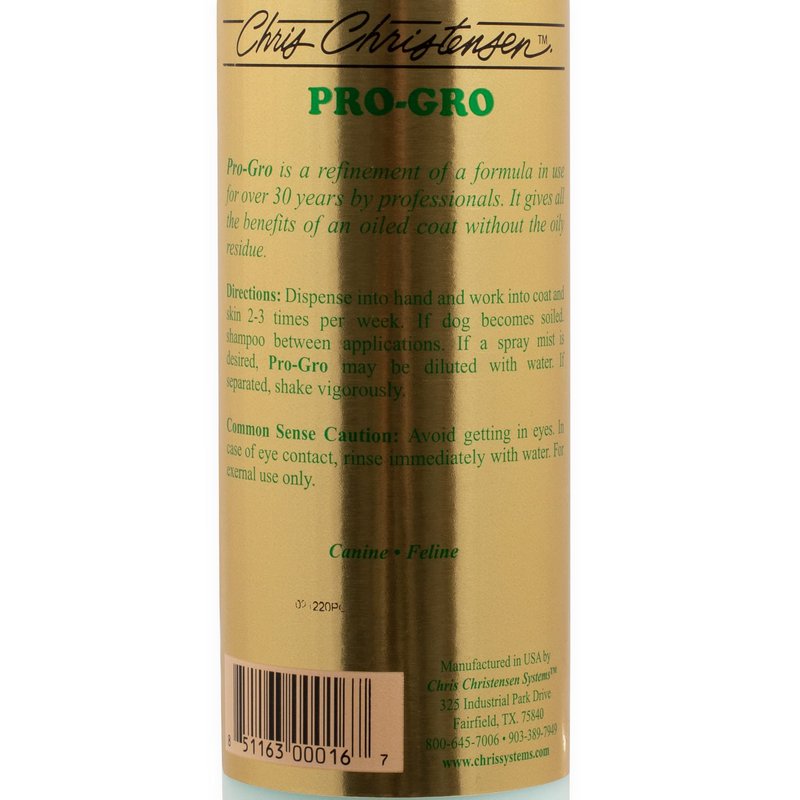 Chris Christensen™.
PRO-GRO
Pro-Gro is a refinement of a formula in use
for over 30 years by professionals. It gives all
the benefits of an oiled coat without the oily
residue.
Directions: Dispense into hand and work into coat and
skin 2-3 times per week. If dog becomes soiled,
shampoo between applications. If a spray mist is
desired, Pro-Gro may be diluted with water. If
separated, shake vigorously.
Common Sense Caution: Avoid getting in eyes. In
case of eye contact, rinse immediately with water. For
exernal use only.
Canine • Feline
Manufactured in USA by
Chris Christensen Systems™
325 Industrial Park Drive
Fairfield, TX. 75840
800-645-7006 • 903-389-7949
www.chrissystems.com
8 51163 00016 7